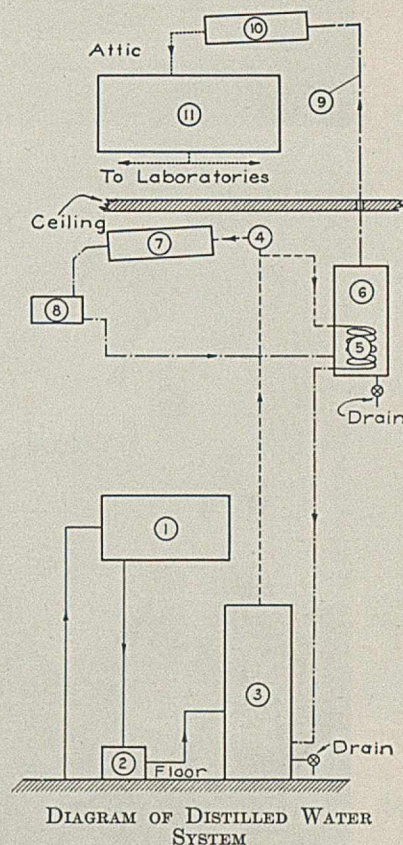 10
Attic
9
11
To Laboratories
Ceiling
7
4
6
8
5
Drain
1
3
2
Floor
Drain
DIAGRAM OF DISTILLED WATER
SYSTEM